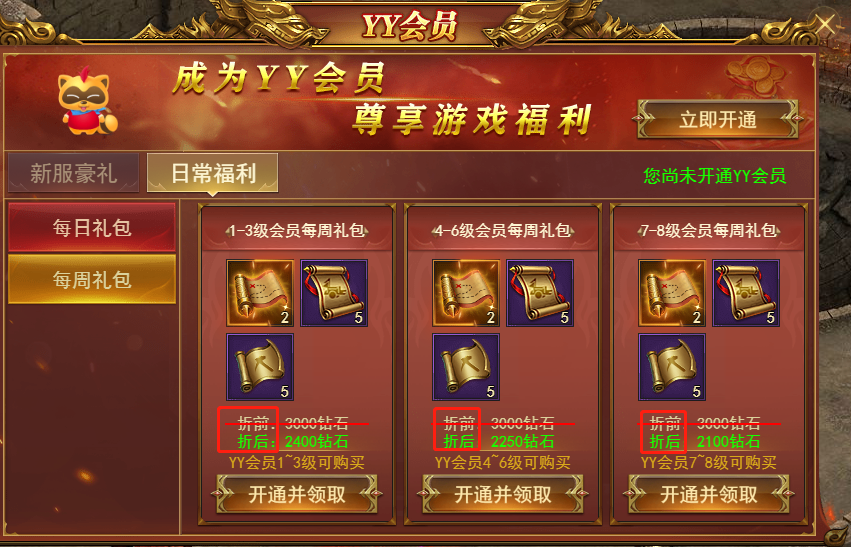 YY会员
成为YY会员
尊享游戏福利
立即开通
新服豪礼
日常福利
您尚未开通YY会员
每日礼包
每周礼包
1-3级会员每周礼包
2
5
5
折前：3000钻石
折后：2400钻石
YY会员1~3级可购买
开通并领取
4-6级会员每周礼包
2
5
5
折前 3000钻石
折后 2250钻石
YY会员4~6级可购买
开通并领取
7-8级会员每周礼包
2
5
5
折前 3000钻石
折后 2100钻石
YY会员7~8级可购买
开通并领取